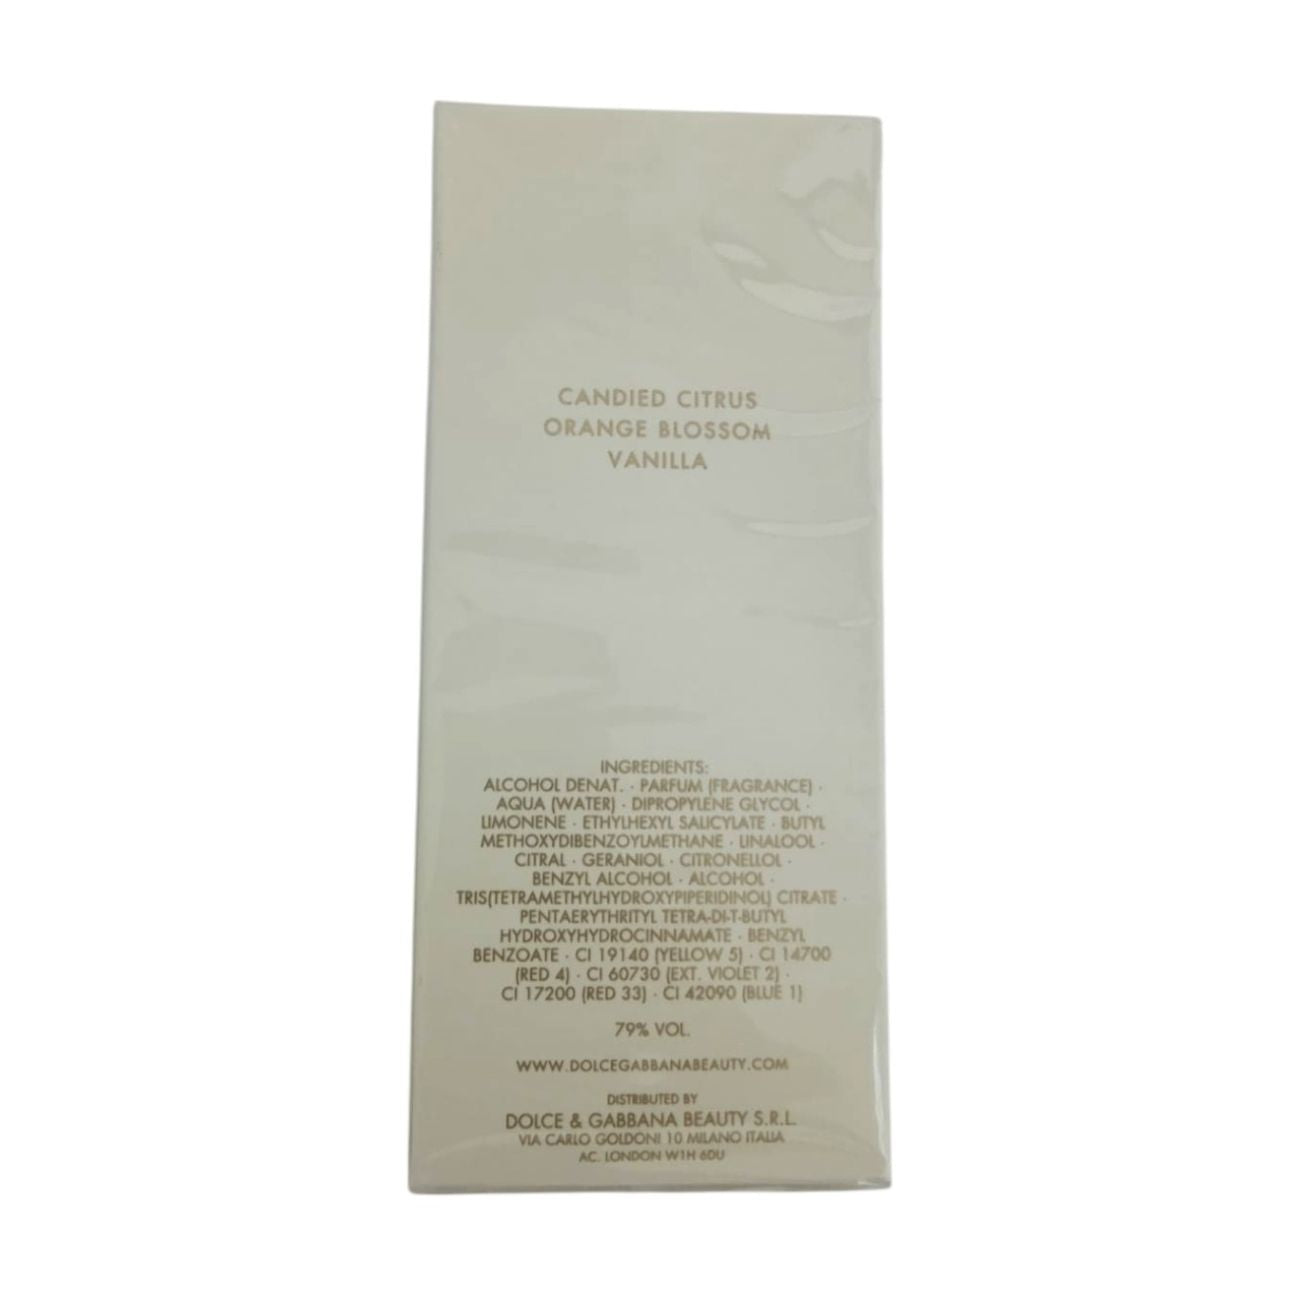 CANDIED CITRUS
ORANGE BLOSSOM
VANILLA
INGREDIENTS:
ALCOHOL DENAT. · PARFUM (FRAGRANCE) ·
AQUA (WATER) · DIPROPYLENE GLYCOL ·
LIMONENE · ETHYLHEXYL SALICYLATE · BUTYL
METHOXYDIBENZOYLMETHANE · LINALOOL ·
CITRAL · GERANIOL · CITRONELLOL ·
BENZYL ALCOHOL · ALCOHOL ·
TRIS(TETRAMETHYLHYDROXYPIPERIDINOL) CITRATE ·
PENTAERYTHRITYL TETRA-DI-T-BUTYL
HYDROXYHYDROCINNAMATE · BENZYL
BENZOATE · CI 19140 (YELLOW 5) · CI 14700
(RED 4) · CI 60730 (EXT. VIOLET 2) ·
CI 17200 (RED 33) · CI 42090 (BLUE 1)
79% VOL.
WWW.DOLCEGABBANABEAUTY.COM
DISTRIBUTED BY
DOLCE & GABBANA BEAUTY S.R.L.
VIA CARLO GOLDONI 10 MILANO ITALIA
AC. LONDON W1H 6DU